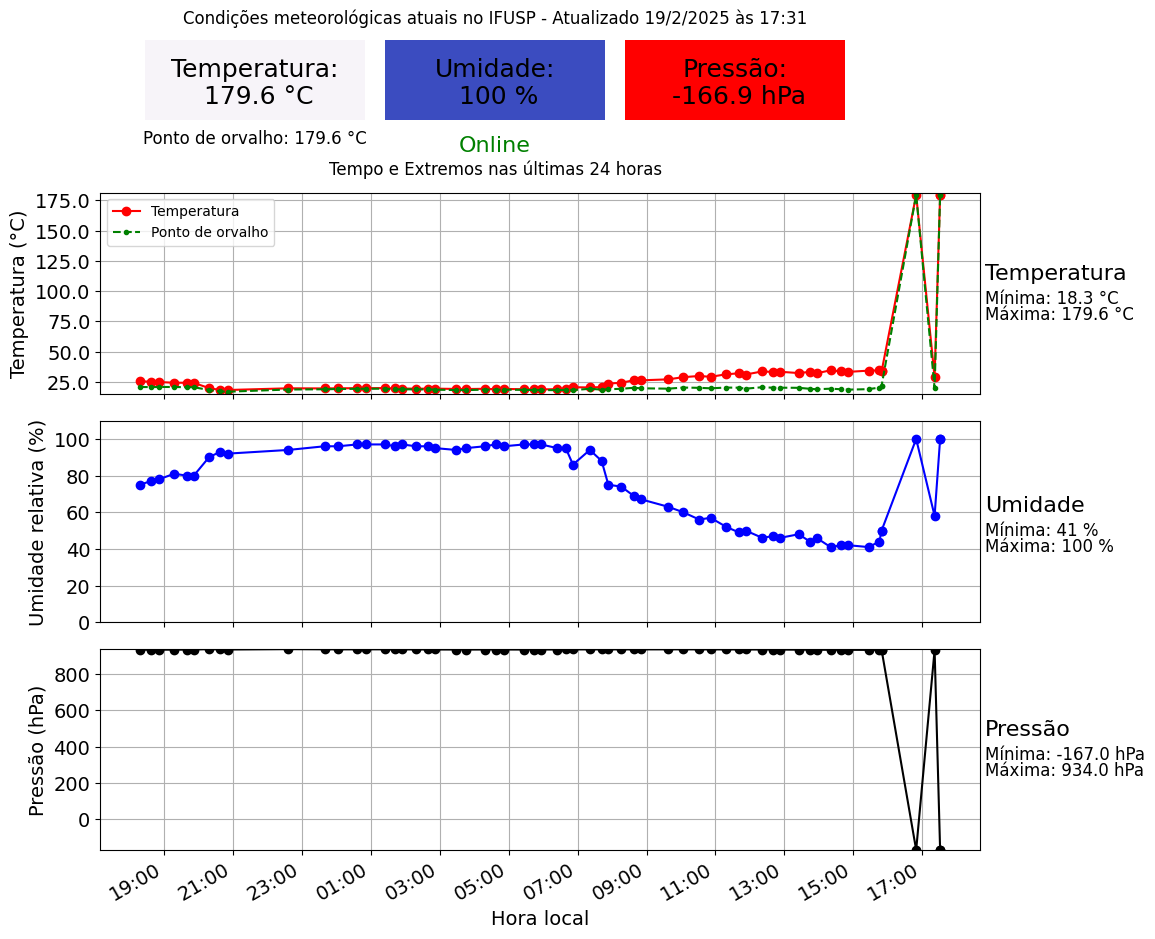 Condições meteorológicas atuais no IFUSP - Atualizado 19/2/2025 às 17:31
Temperatura:
179.6 °C
Umidade:
100 %
Pressão:
-166.9 hPa
Ponto de orvalho: 179.6 °C
Online
Tempo e Extremos nas últimas 24 horas
Temperatura (°C)
175.0
150.0
125.0
100.0
75.0
50.0
25.0
Temperatura
Ponto de orvalho
Temperatura
Mínima: 18.3 °C
Máxima: 179.6 °C
Umidade relativa (%)
100
80
60
40
20
0
Umidade
Mínima: 41 %
Máxima: 100 %
Pressão (hPa)
800
600
400
200
0
Pressão
Mínima: -167.0 hPa
Máxima: 934.0 hPa
19:00
21:00
23:00
01:00
03:00
05:00
07:00
09:00
11:00
13:00
15:00
17:00
Hora local